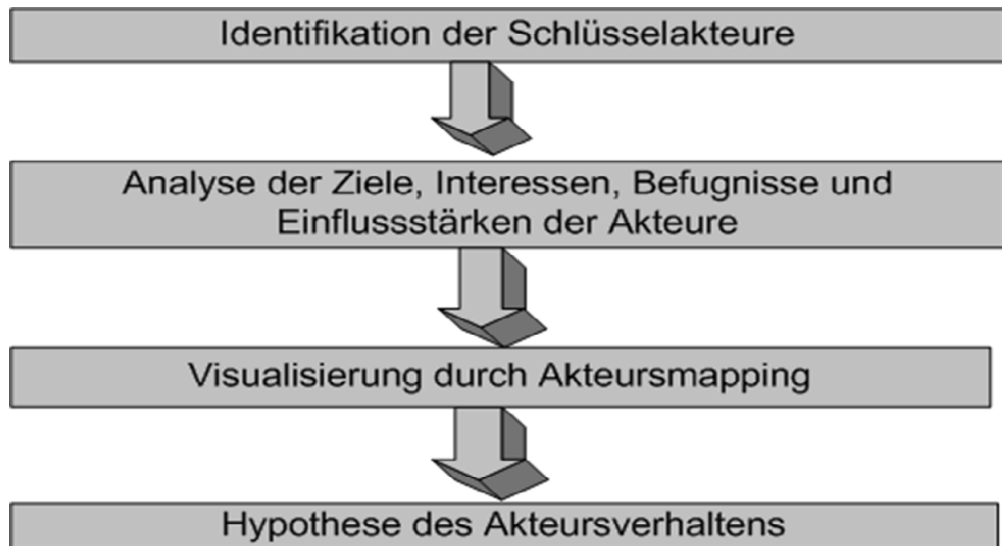 Identifikation der Schlüsselakteure
Analyse der Ziele, Interessen, Befugnisse und
Einflussstärken der Akteure
Visualisierung durch Akteursmapping
Hypothese des Akteursverhaltens